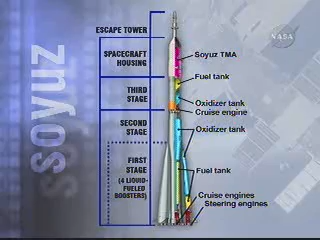 soyuz
NASA
ESCAPE TOWER
SPACECRAFT
HOUSING
THIRD
STAGE
SECOND
STAGE
FIRST
STAGE
(4 LIQUID-
FUELED
BOOSTERS)
Soyuz TMA
Fuel tank
Oxidizer tank
Cruise engine
Oxidizer tank
Fuel tank
Cruise engines
Steering engines